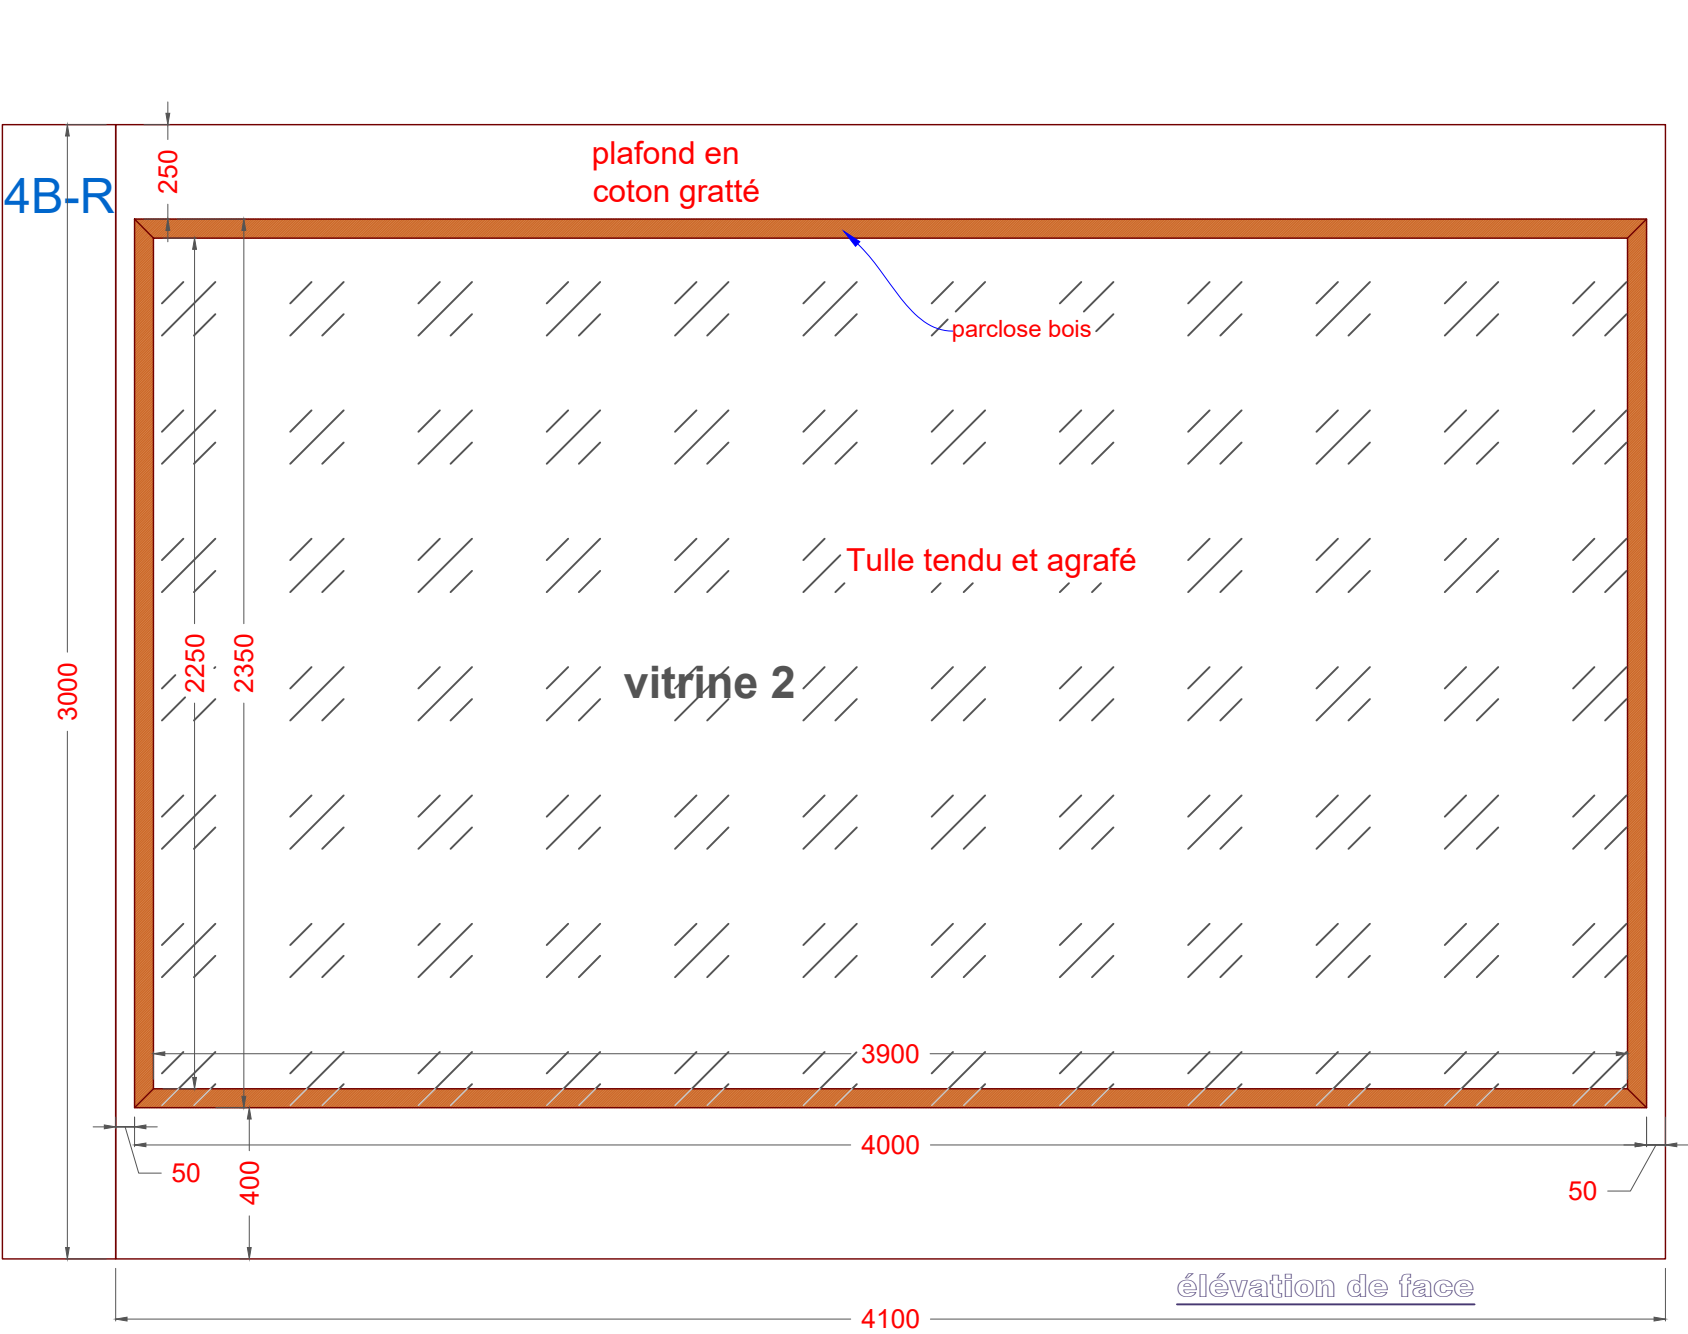 plafond en
coton gratté
250
4B-R
parclose bois
Tulle tendu et agrafé
2250
2350
3000
vitrine 2
3900
4000
50
400
50
élévation de face
4100